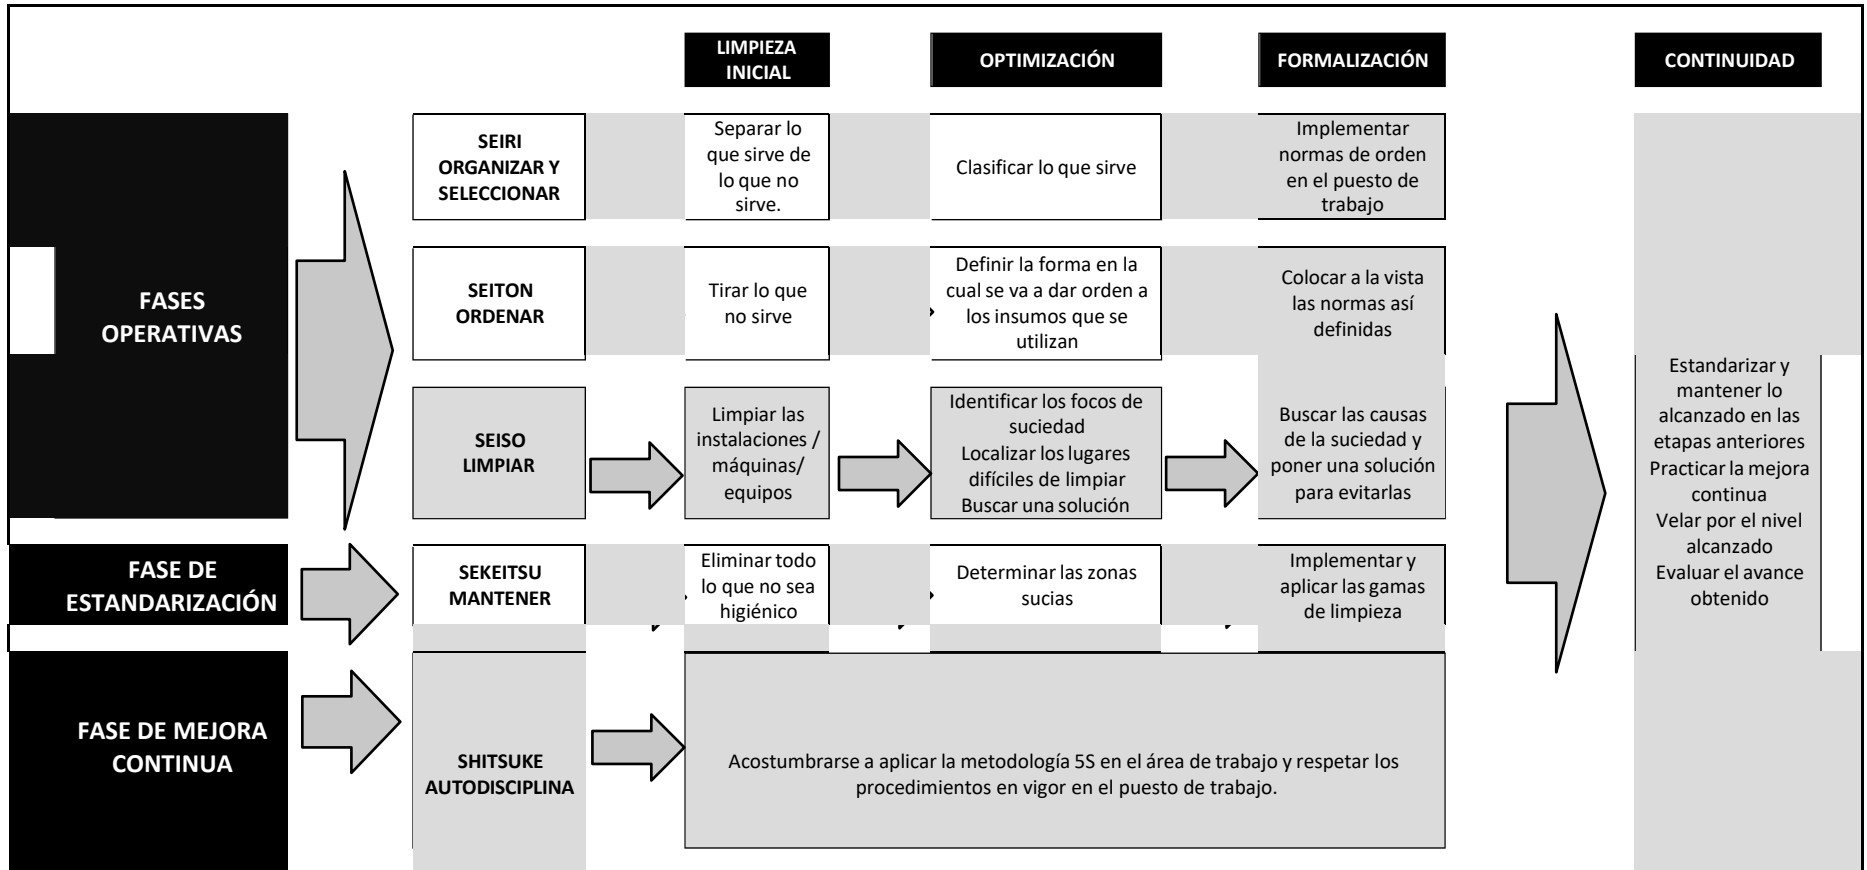 LIMPIEZA
INICIAL
OPTIMIZACIÓN
FORMALIZACIÓN
CONTINUIDAD
FASES
OPERATIVAS
SEIRI
ORGANIZAR Y
SELECCIONAR
Separar lo
que sirve de
lo que no
sirve.
Clasificar lo que sirve
Implementar
normas de orden
en el puesto de
trabajo
SEITON
ORDENAR
Tirar lo que
no sirve
Definir la forma en la
cual se va a dar orden a
los insumos que se
utilizan
Colocar a la vista
las normas así
definidas
SEISO
LIMPIAR
Limpiar las
instalaciones /
máquinas/
equipos
Identificar los focos de
suciedad
Localizar los lugares
difíciles de limpiar
Buscar una solución
Buscar las causas
de la suciedad y
poner una solución
para evitarlas
FASE DE
ESTANDARIZACIÓN
SEKEITSU
MANTENER
Eliminar todo
lo que no sea
higiénico
Determinar las zonas
sucias
Implementar y
aplicar las gamas
de limpieza
FASE DE MEJORA
CONTINUA
SHITSUKE
AUTODISCIPLINA
Acostumbrarse a aplicar la metodología 5S en el área de trabajo y respetar los
procedimientos en vigor en el puesto de trabajo.
Estandarizar y
mantener lo
alcanzado en las
etapas anteriores
Practicar la mejora
continua
Velar por el nivel
alcanzado
Evaluar el avance
obtenido